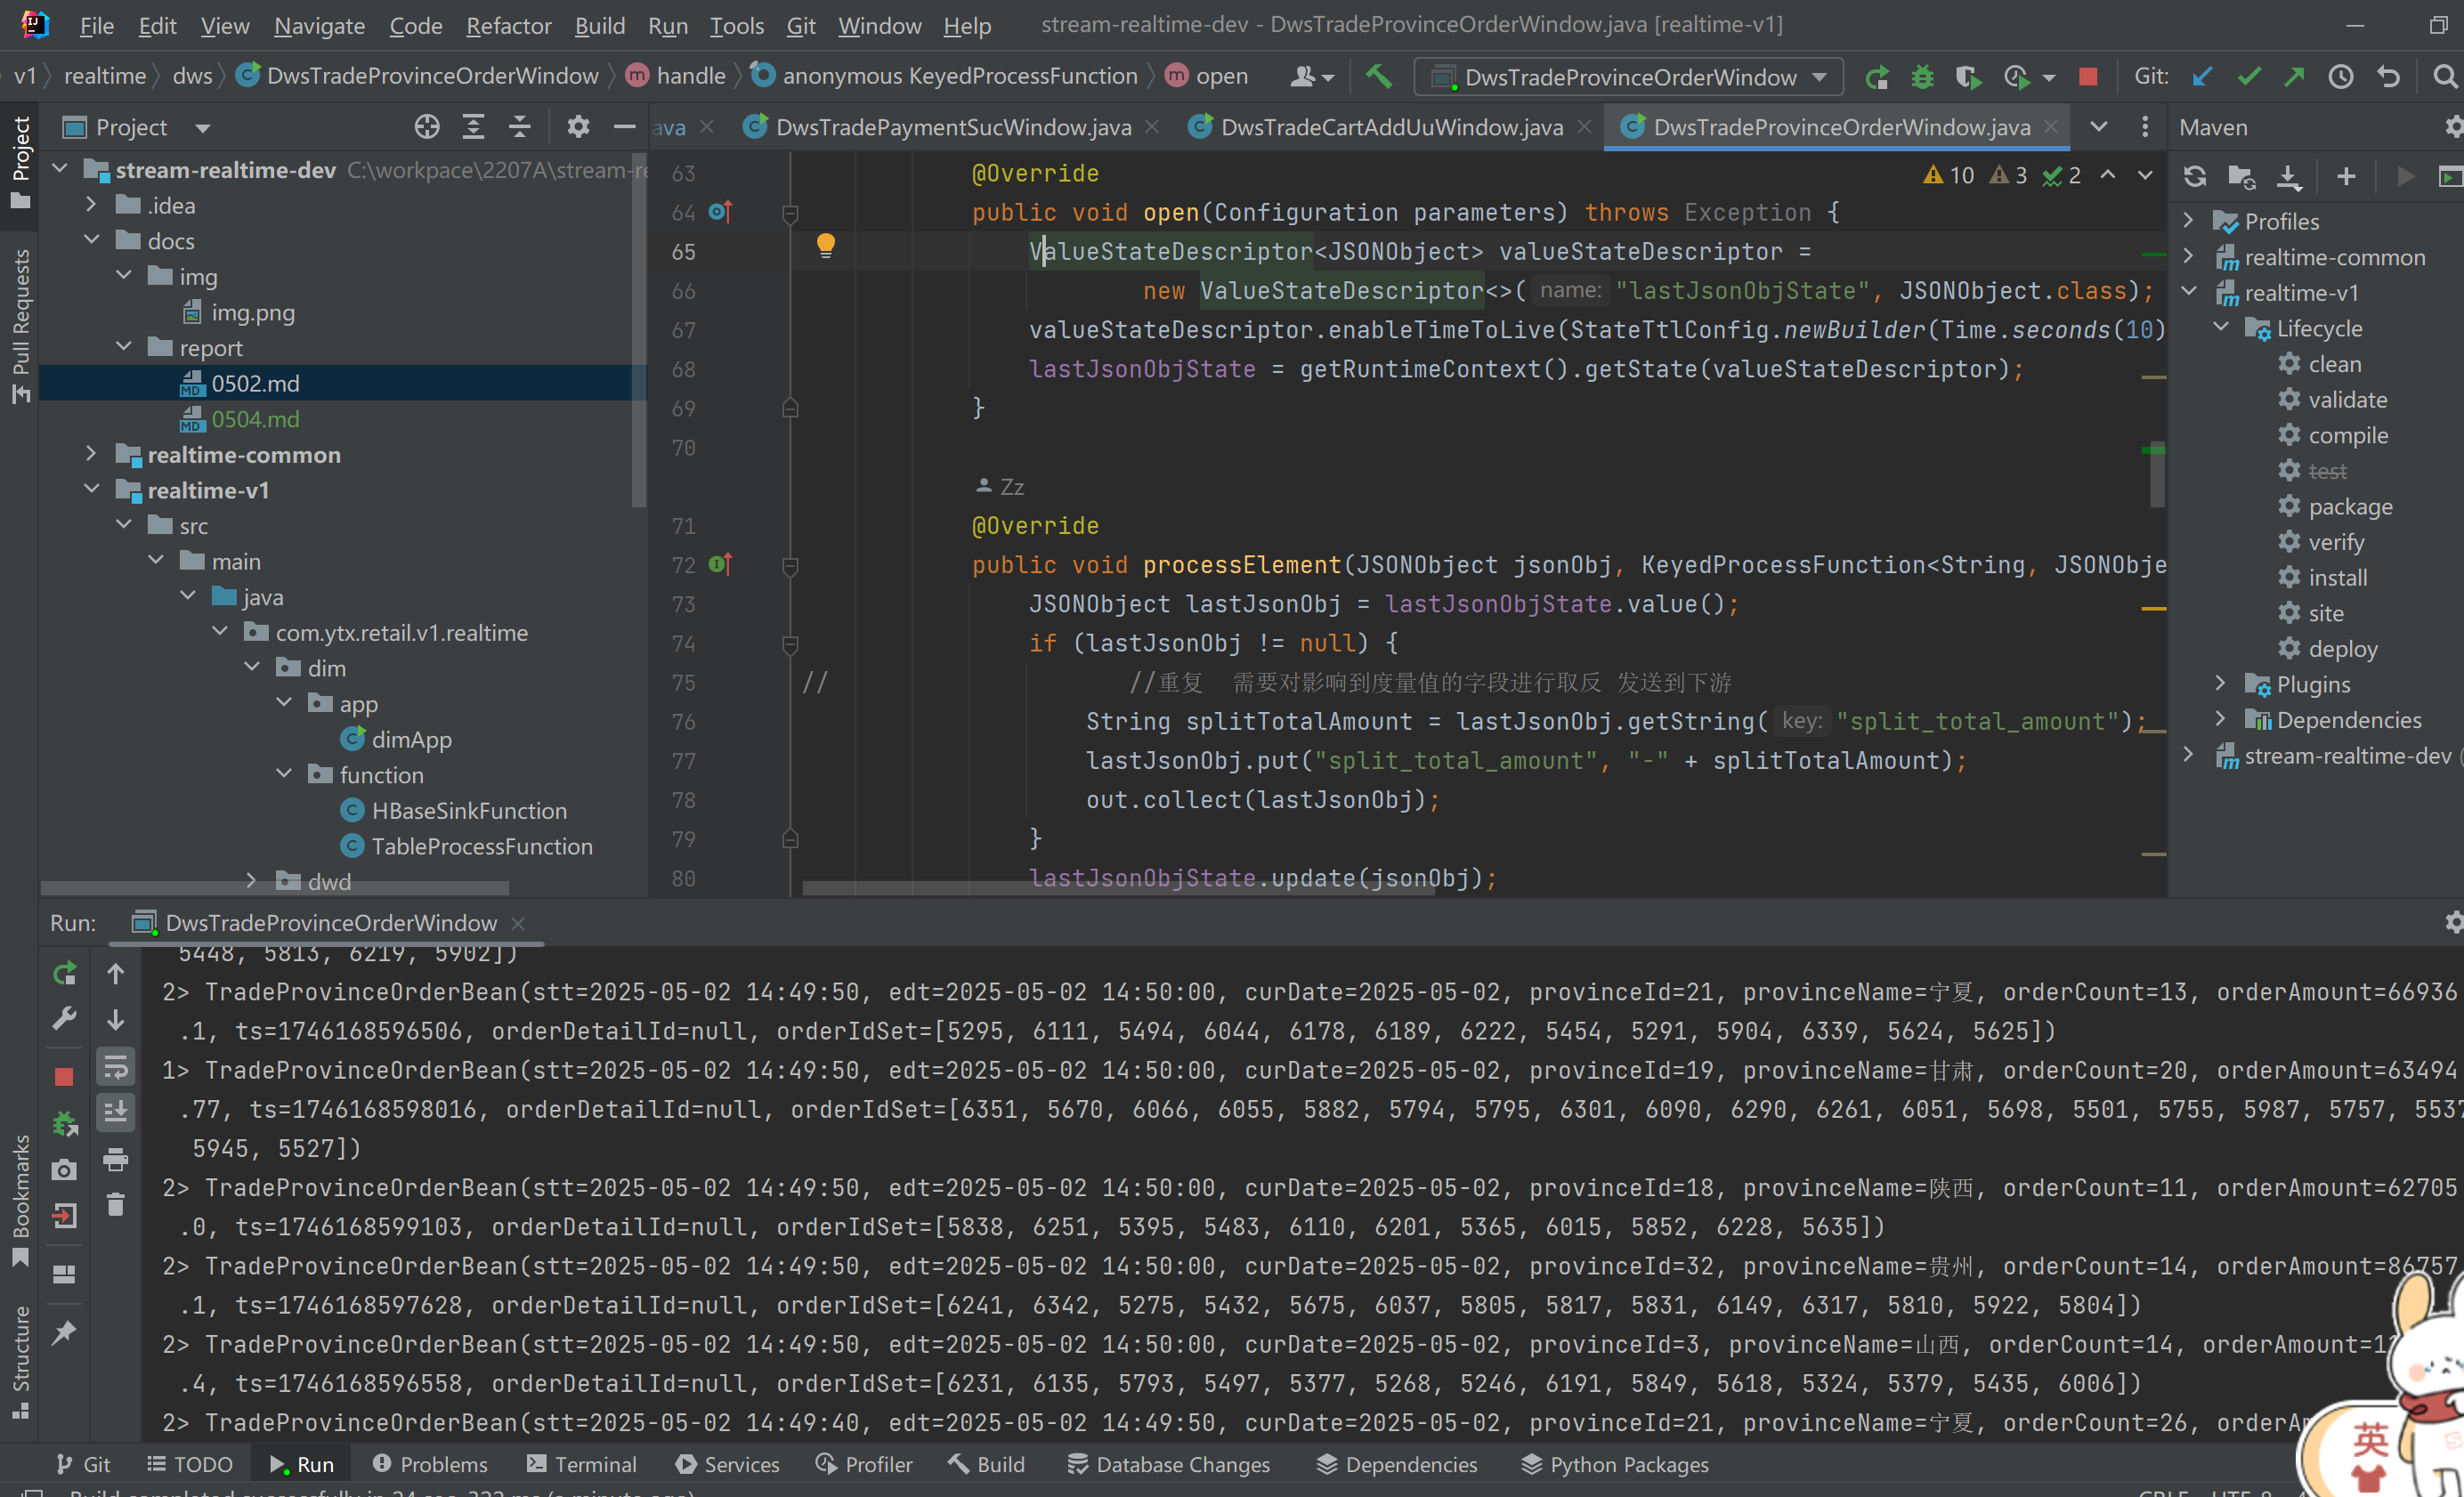 File Edit View Navigate Code Refactor Build Run Tools Git Window Help stream-realtime-dev - DwsTradeProvinceOrderWindow.java [realtime-v1]
v1 realtime dws DwsTradeProvinceOrderWindow handle anonymous KeyedProcessFunction open DwsTradeProvinceOrderWindow Git:
Project
ava DwsTradePaymentSucWindow.java DwsTradeCartAddUuWindow.java DwsTradeProvinceOrderWindow.java
Maven
Project
Pull Requests
Bookmarks
Structure
stream-realtime-dev C:\workpace\2207A\stream-re
.idea
docs
img
img.png
report
0502.md
0504.md
realtime-common
realtime-v1
src
main
java
com.ytx.retail.v1.realtime
dim
app
dimApp
function
HBaseSinkFunction
TableProcessFunction
dwd
10 3 2
63 @Override
64 public void open(Configuration parameters) throws Exception {
65 ValueStateDescriptor<JSONObject> valueStateDescriptor =
66 new ValueStateDescriptor<>( name: "lastJsonObjState", JSONObject.class);
67 valueStateDescriptor.enableTimeToLive(StateTtlConfig.newBuilder(Time.seconds(10)
68 lastJsonObjState = getRuntimeContext().getState(valueStateDescriptor);
69 }
70
Zz
71 @Override
72 public void processElement(JSONObject jsonObj, KeyedProcessFunction<String, JSONObje
73 JSONObject lastJsonObj = lastJsonObjState.value();
74 if (lastJsonObj != null) {
75 // //重复 需要对影响到度量值的字段进行取反 发送到下游
76 String splitTotalAmount = lastJsonObj.getString( key: "split_total_amount");
77 lastJsonObj.put("split_total_amount", "-" + splitTotalAmount);
78 out.collect(lastJsonObj);
79 }
80 lastJsonObjState.update(jsonObj);
Profiles
realtime-common
realtime-v1
Lifecycle
clean
validate
compile
test
package
verify
install
site
deploy
Plugins
Dependencies
stream-realtime-dev (
Run: DwsTradeProvinceOrderWindow
5448, 5813, 6219, 5902])
2> TradeProvinceOrderBean(stt=2025-05-02 14:49:50, edt=2025-05-02 14:50:00, curDate=2025-05-02, provinceId=21, provinceName=宁夏, orderCount=13, orderAmount=66936
.1, ts=1746168596506, orderDetailId=null, orderIdSet=[5295, 6111, 5494, 6044, 6178, 6189, 6222, 5454, 5291, 5904, 6339, 5624, 5625])
1> TradeProvinceOrderBean(stt=2025-05-02 14:49:50, edt=2025-05-02 14:50:00, curDate=2025-05-02, provinceId=19, provinceName=甘肃, orderCount=20, orderAmount=63494
.77, ts=1746168598016, orderDetailId=null, orderIdSet=[6351, 5670, 6066, 6055, 5882, 5794, 5795, 6301, 6090, 6290, 6261, 6051, 5698, 5501, 5755, 5987, 5757, 5537
5945, 5527])
2> TradeProvinceOrderBean(stt=2025-05-02 14:49:50, edt=2025-05-02 14:50:00, curDate=2025-05-02, provinceId=18, provinceName=陕西, orderCount=11, orderAmount=62705
.0, ts=1746168599103, orderDetailId=null, orderIdSet=[5838, 6251, 5395, 5483, 6110, 6201, 5365, 6015, 5852, 6228, 5635])
2> TradeProvinceOrderBean(stt=2025-05-02 14:49:50, edt=2025-05-02 14:50:00, curDate=2025-05-02, provinceId=32, provinceName=贵州, orderCount=14, orderAmount=86757
.1, ts=1746168597628, orderDetailId=null, orderIdSet=[6241, 6342, 5275, 5432, 5675, 6037, 5805, 5817, 5831, 6149, 6317, 5810, 5922, 5804])
2> TradeProvinceOrderBean(stt=2025-05-02 14:49:50, edt=2025-05-02 14:50:00, curDate=2025-05-02, provinceId=3, provinceName=山西, orderCount=14, orderAmount=11
.4, ts=1746168596558, orderDetailId=null, orderIdSet=[6231, 6135, 5793, 5497, 5377, 5268, 5246, 6191, 5849, 5618, 5324, 5379, 5435, 6006])
2> TradeProvinceOrderBean(stt=2025-05-02 14:49:40, edt=2025-05-02 14:49:50, curDate=2025-05-02, provinceId=21, provinceName=宁夏, orderCount=26, orderAm
英
Git TODO Run Problems Terminal Services Profiler Build Database Changes Dependencies Python Packages
Build completed successfully in 24 sec, 322 ms (a minute ago) CRLF UTF-8